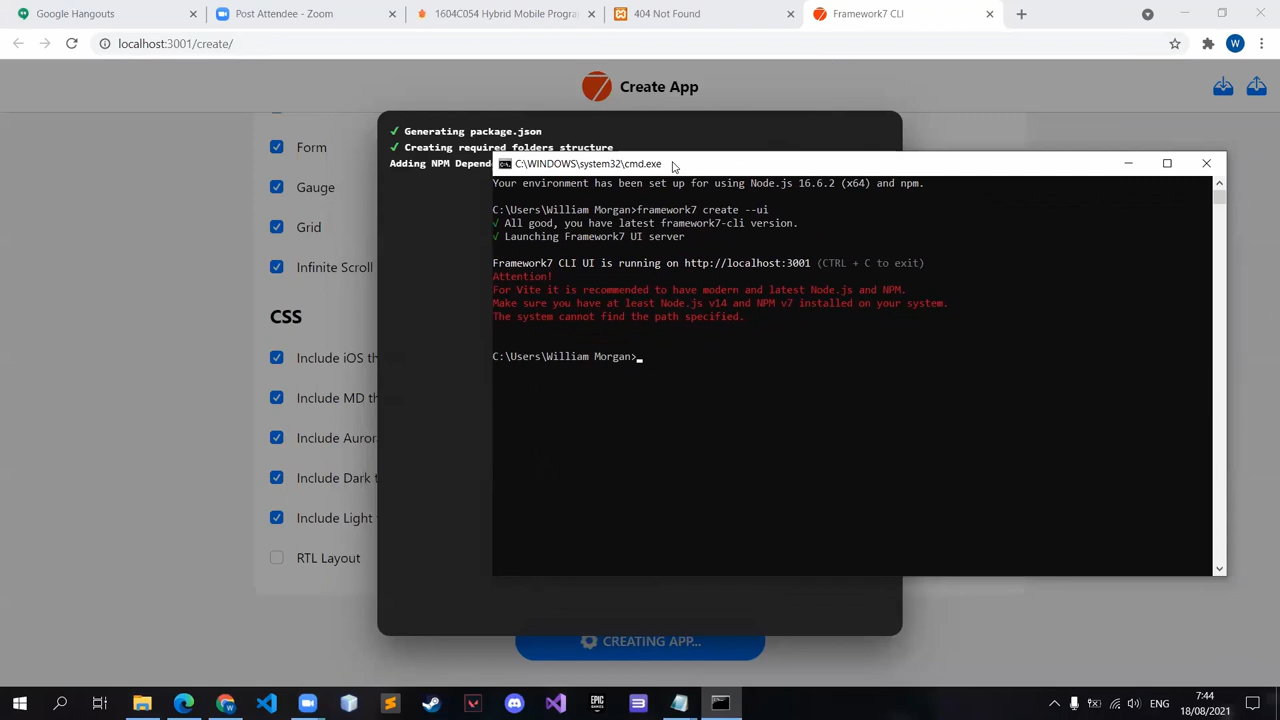 Google Hangouts
Post Attendee - Zoom
1604C054 Hybrid Mobile Progra
404 Not Found
Framework7 CLI
localhost:3001/create/
W
Create App
Form
Gauge
Grid
Infinite Scroll
CSS
Include iOS th
Include MD th
Include Auror
Include Dark t
Include Light
RTL Layout
✓ Generating package.json
✓ Creating required folders structure
Adding NPM Depend
C:\WINDOWS\system32\cmd.exe
Your environment has been set up for using Node.js 16.6.2 (x64) and npm.
C:\Users\William Morgan>framework7 create --ui
√ All good, you have latest framework7-cli version.
√ Launching Framework7 UI server
Framework7 CLI UI is running on http://localhost:3001 (CTRL + C to exit)
Attention!
For Vite it is recommended to have modern and latest Node.js and NPM.
Make sure you have at least Node.js v14 and NPM v7 installed on your system.
The system cannot find the path specified.
C:\Users\William Morgan>
CREATING APP...
EPIC
GAMES
ENG
7:44
18/08/2021